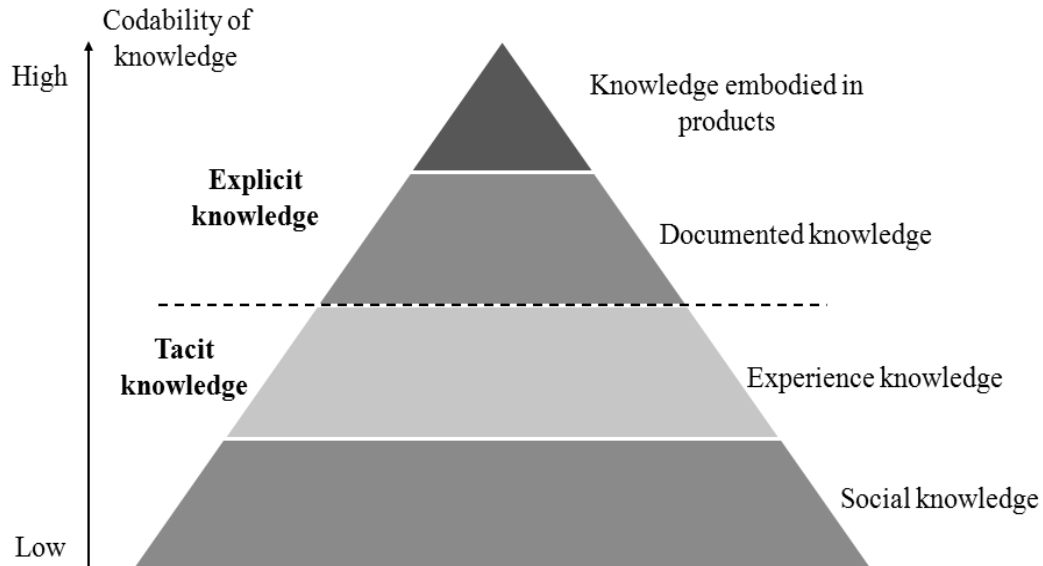 Codability of
knowledge
High
Knowledge embodied in
products
Explicit
knowledge
Documented knowledge
Tacit
knowledge
Experience knowledge
Social knowledge
Low